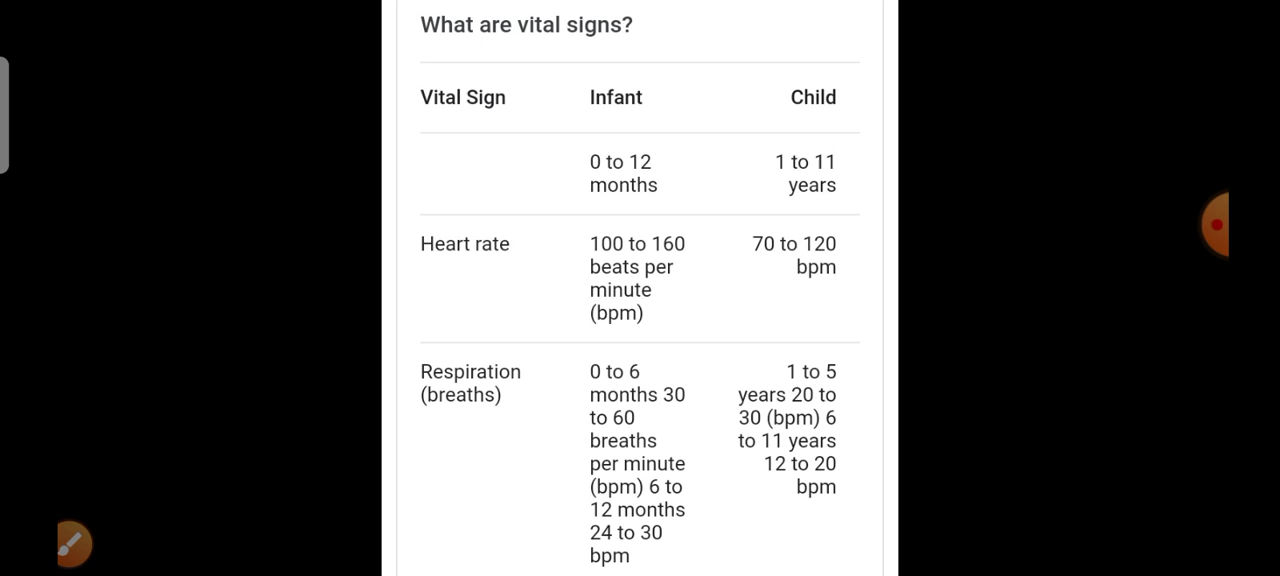 What are vital signs?
Vital Sign Infant Child
0 to 12 1 to 11
months years
Heart rate 100 to 160 70 to 120
beats per bpm
minute
(bpm)
Respiration 0 to 6 1 to 5
(breaths) months 30 years 20 to
to 60 30 (bpm) 6
breaths to 11 years
per minute 12 to 20
(bpm) 6 to bpm
12 months
24 to 30
bpm